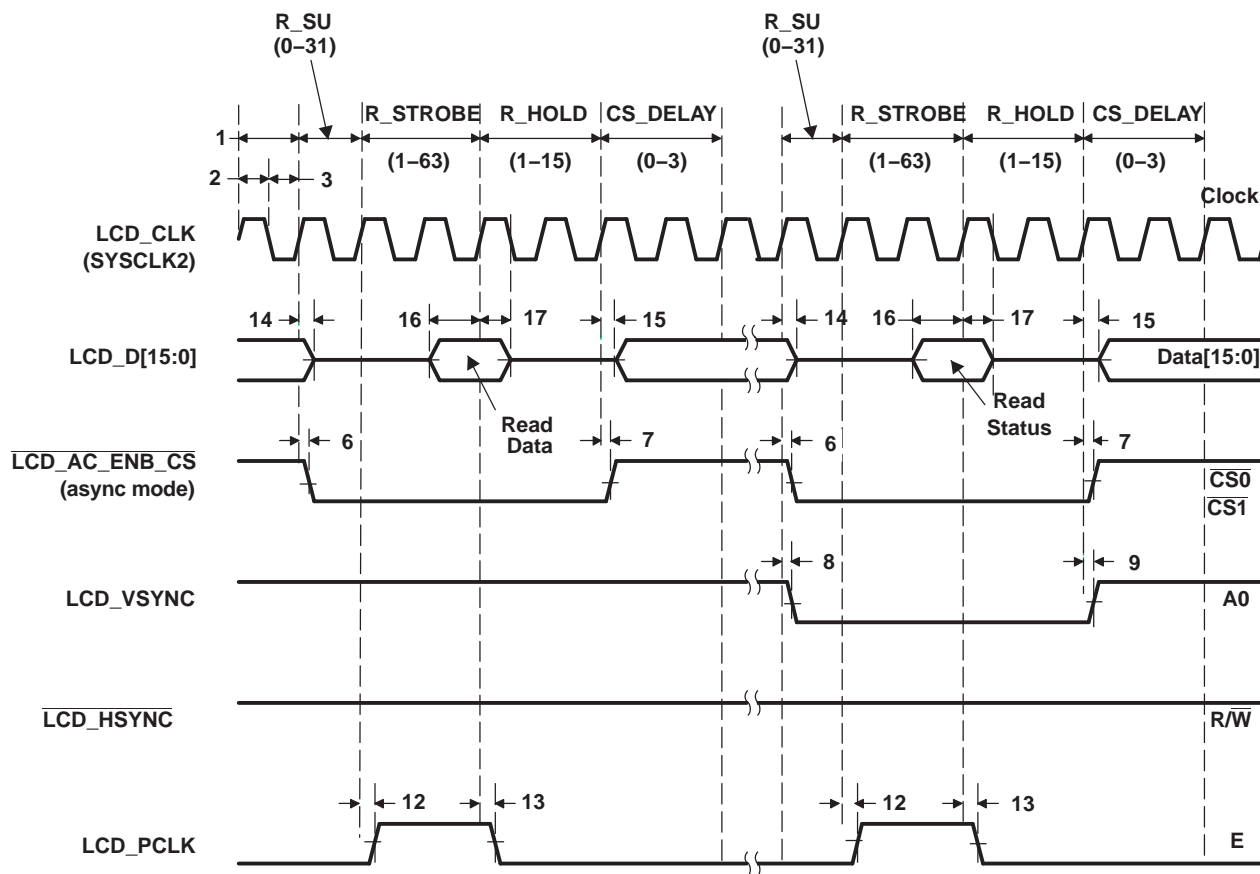 R_SU
(0–31)
R_SU
(0–31)
R_STROBE
R_HOLD
CS_DELAY
R_STROBE
R_HOLD
CS_DELAY
1
(1–63)
(1–15)
(0–3)
(1–63)
(1–15)
(0–3)
2
3
Clock
LCD_CLK
(SYSCLK2)
14
16
17
15
14
16
17
15
LCD_D[15:0]
Data[15:0]
Read
Data
Read
Status
6
7
6
7
LCD_AC_ENB_CS
(async mode)
CS0
CS1
8
9
LCD_VSYNC
A0
LCD_HSYNC
R/W
12
13
12
13
LCD_PCLK
E